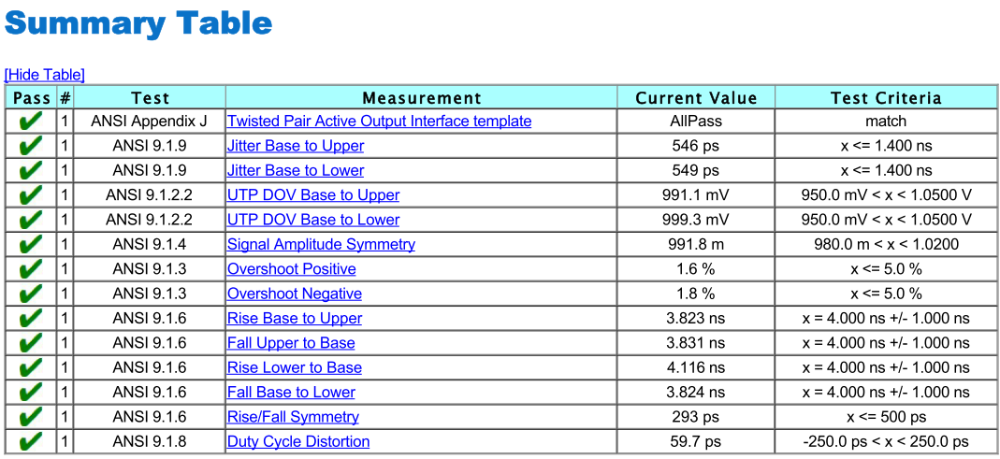 Summary Table
[Hide Table]
Pass # Test Measurement Current Value Test Criteria
1 ANSI Appendix J Twisted Pair Active Output Interface template AllPass match
1 ANSI 9.1.9 Jitter Base to Upper 546 ps x <= 1.400 ns
1 ANSI 9.1.9 Jitter Base to Lower 549 ps x <= 1.400 ns
1 ANSI 9.1.2.2 UTP DOV Base to Upper 991.1 mV 950.0 mV < x < 1.0500 V
1 ANSI 9.1.2.2 UTP DOV Base to Lower 999.3 mV 950.0 mV < x < 1.0500 V
1 ANSI 9.1.4 Signal Amplitude Symmetry 991.8 m 980.0 m < x < 1.0200
1 ANSI 9.1.3 Overshoot Positive 1.6 % x <= 5.0 %
1 ANSI 9.1.3 Overshoot Negative 1.8 % x <= 5.0 %
1 ANSI 9.1.6 Rise Base to Upper 3.823 ns x = 4.000 ns +/- 1.000 ns
1 ANSI 9.1.6 Fall Upper to Base 3.831 ns x = 4.000 ns +/- 1.000 ns
1 ANSI 9.1.6 Rise Lower to Base 4.116 ns x = 4.000 ns +/- 1.000 ns
1 ANSI 9.1.6 Fall Base to Lower 3.824 ns x = 4.000 ns +/- 1.000 ns
1 ANSI 9.1.6 Rise/Fall Symmetry 293 ps x <= 500 ps
1 ANSI 9.1.8 Duty Cycle Distortion 59.7 ps -250.0 ps < x < 250.0 ps